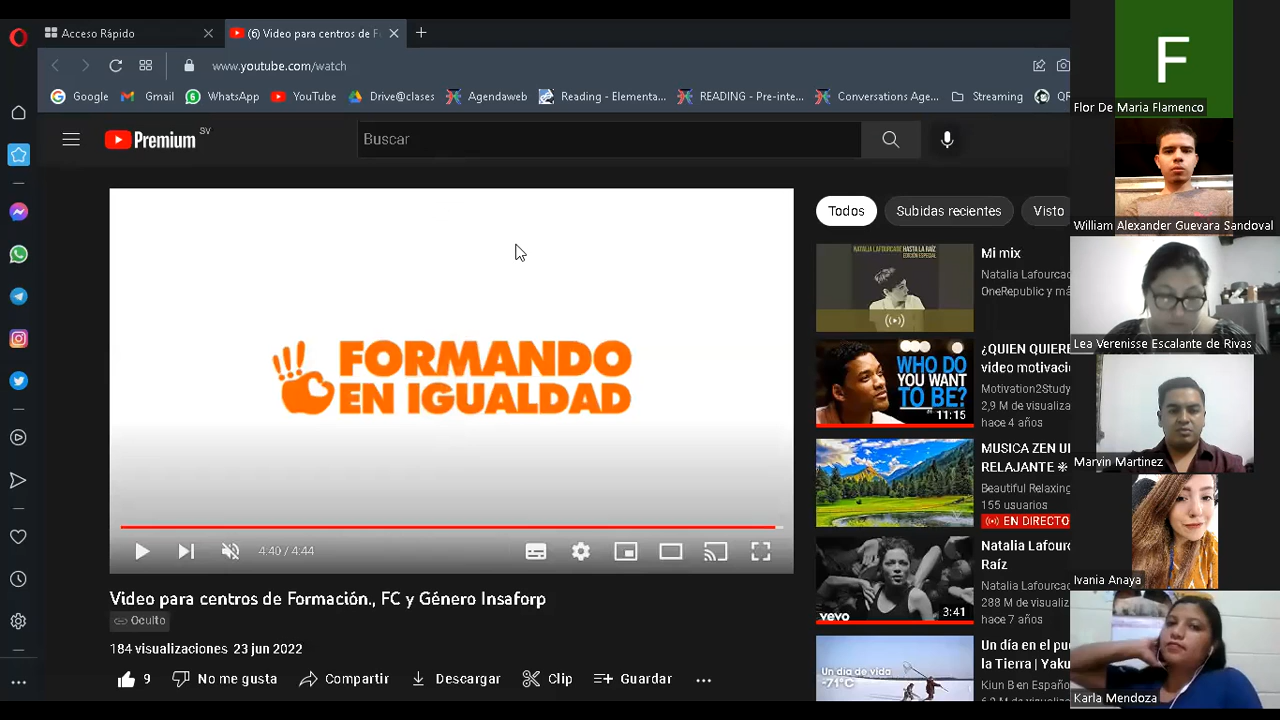 Acceso Rápido
(6) Video para centros de F
www.youtube.com/watch
Google
Gmail
WhatsApp
YouTube
Drive@clases
Agendaweb
Reading - Elementa...
READING - Pre-inte...
Conversations Age...
Streaming
QR
Premium SV
Buscar
FORMANDO
EN IGUALDAD
4:40 / 4:44
Video para centros de Formación., FC y Género Insaforp
Oculto
184 visualizaciones 23 jun 2022
9
No me gusta
Compartir
Descargar
Clip
Guardar
Todos
Subidas recientes
Visto
NATALIA LAFOURCADE HASTA LA RAÍZ
EDICIÓN ESPECIAL
Mi mix
Natalia Lafourcad
OneRepublic y má
WHO DO
YOU WANT
TO BE?
11:15
¿QUIEN QUIERE
video motivaci
Motivation2Study
2,9 M de visualiza
hace 4 años
MUSICA ZEN U
RELAJANTE
Beautiful Relaxing
155 usuarios
EN DIRECTO
vevo
3:41
Natalia Lafourc
Raíz
Natalia Lafourcad
288 M de visualiz
hace 7 años
Un día de vida
-71°C
Un día en el pu
la Tierra | Yaku
Kiun B en Español
F
Flor De Maria Flamenco
William Alexander Guevara Sandoval
Lea Verenisse Escalante de Rivas
Marvin Martinez
Ivania Anaya
Karla Mendoza